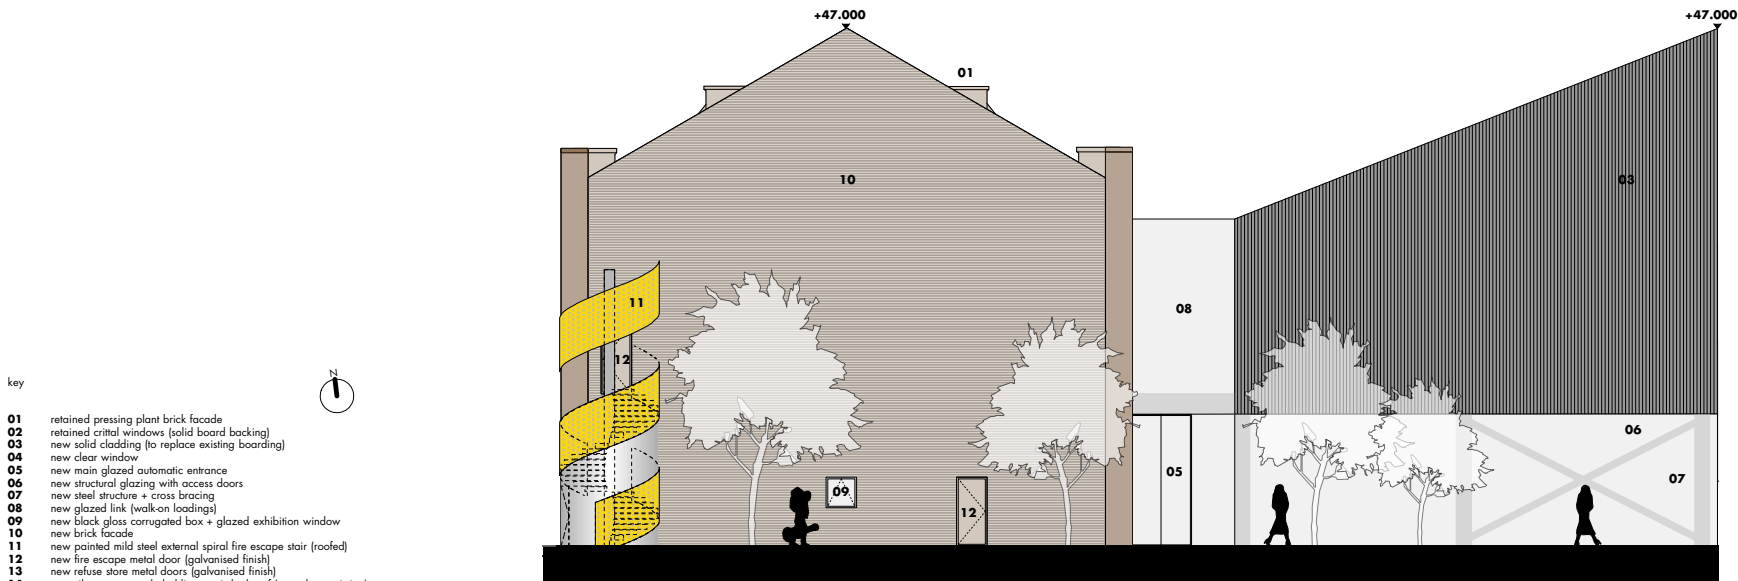 +47.000
+47.000
01
10
03
11
08
12
06
05
07
09
12
N
key
01 retained pressing plant brick facade
02 retained crittal windows (solid board backing)
03 new solid cladding (to replace existing boarding)
04 new clear window
05 new main glazed automatic entrance
06 new structural glazing with access doors
07 new steel structure + cross bracing
08 new glazed link (walk-on loadings)
09 new black gloss corrugated box + glazed exhibition window
10 new brick facade
11 new painted mild steel external spiral fire escape stair (roofed)
12 new fire escape metal door (galvanised finish)
13 new refuse store metal doors (galvanised finish)